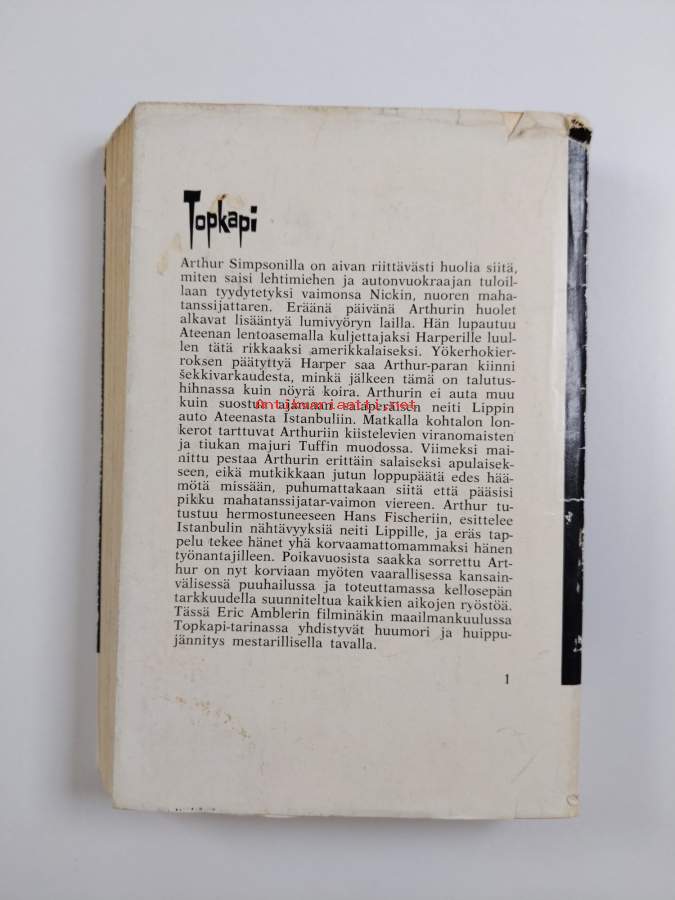 Topkapi
Arthur Simpsonilla on aivan riittävästi huolia siitä,
miten saisi lehtimiehen ja autonvuokraajan tuloil-
laan tyydytetyksi vaimonsa Nickin, nuoren maha-
tanssijattaren. Eräänä päivänä Arthurin huolet
alkavat lisääntyä lumivyöryn lailla. Hän lupautuu
Ateenan lentoasemalla kuljettajaksi Harperille luul-
len tätä rikkaaksi amerikkalaiseksi. Yökerhokier-
roksen päätyttyä Harper saa Arthur-paran kiinni
šekkivarkaudesta, minkä jälkeen tämä on talutus-
hihnassa kuin nöyrä koira. Arthurin ei auta muu
kuin suostua ajamaan salaperäisen neiti Lippin
Antikvariaatti.net
auto Ateenasta Istanbuliin. Matkalla kohtalon lon-
kerot tarttuvat Arthuriin kiistelevien viranomaisten
ja tiukan majuri Tuffin muodossa. Viimeksi mai-
nittu pestaa Arthurin erittäin salaiseksi apulaisek-
seen, eikä mutkikkaan jutun loppupäätä edes hää-
mötä missään, puhumattakaan siitä että pääsisi
pikku mahatanssijatar-vaimon viereen. Arthur tu-
tustuu hermostuneeseen Hans Fischeriin, esittelee
Istanbulin nähtävyyksiä neiti Lippille, ja eräs tap-
pelu tekee hänet yhä korvaamattomammaksi hänen
työnantajilleen. Poikavuosista saakka sorrettu Art-
hur on nyt korviaan myöten vaarallisessa kansain-
välisessä puuhailussa ja toteuttamassa kellosepän
tarkkuudella suunniteltua kaikkien aikojen ryöstöä.
Tässä Eric Amblerin filminäkin maailmankuulussa
Topkapi-tarinassa yhdistyvät huumori ja huippu-
jännitys mestarillisella tavalla.
1